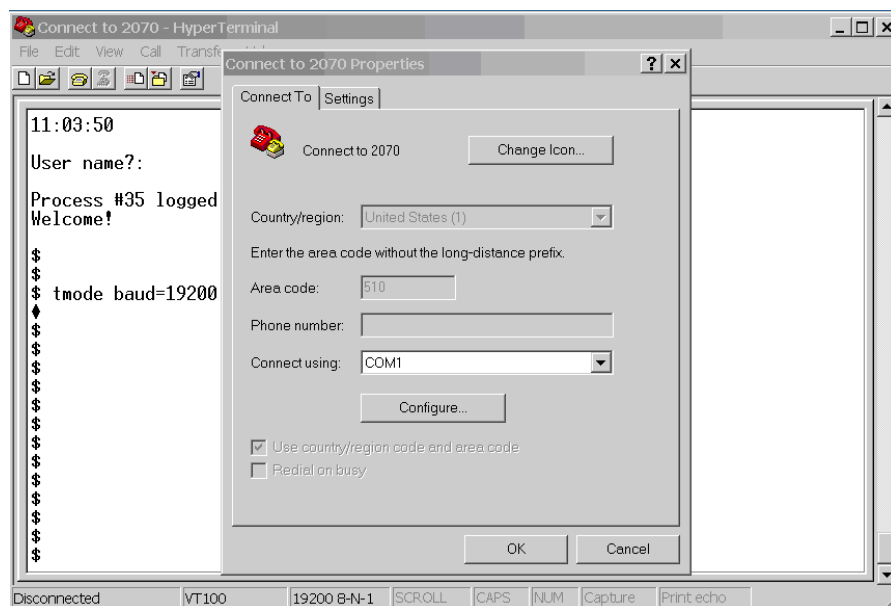 Connect to 2070 - HyperTerminal
File Edit View Call Transfe
Connect to 2070 Properties
Connect To Settings
11:03:50
User name?:
Process #35 logged
Welcome!
$
$
$ tmode baud=19200
♦
$
$
$
$
$
$
$
$
$
$
$
$
$
Connect to 2070
Change Icon...
Country/region: United States (1)
Enter the area code without the long-distance prefix.
Area code: 510
Phone number:
Connect using: COM1
Configure...
Use country/region code and area code
Redial on busy
OK Cancel
Disconnected VT100 19200 8-N-1 SCROLL CAPS NUM Capture Print echo